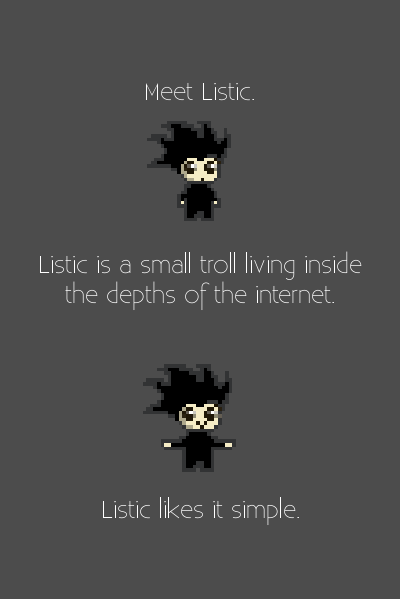 Meet Listic.
Listic is a small troll living inside
the depths of the internet.
Listic likes it simple.